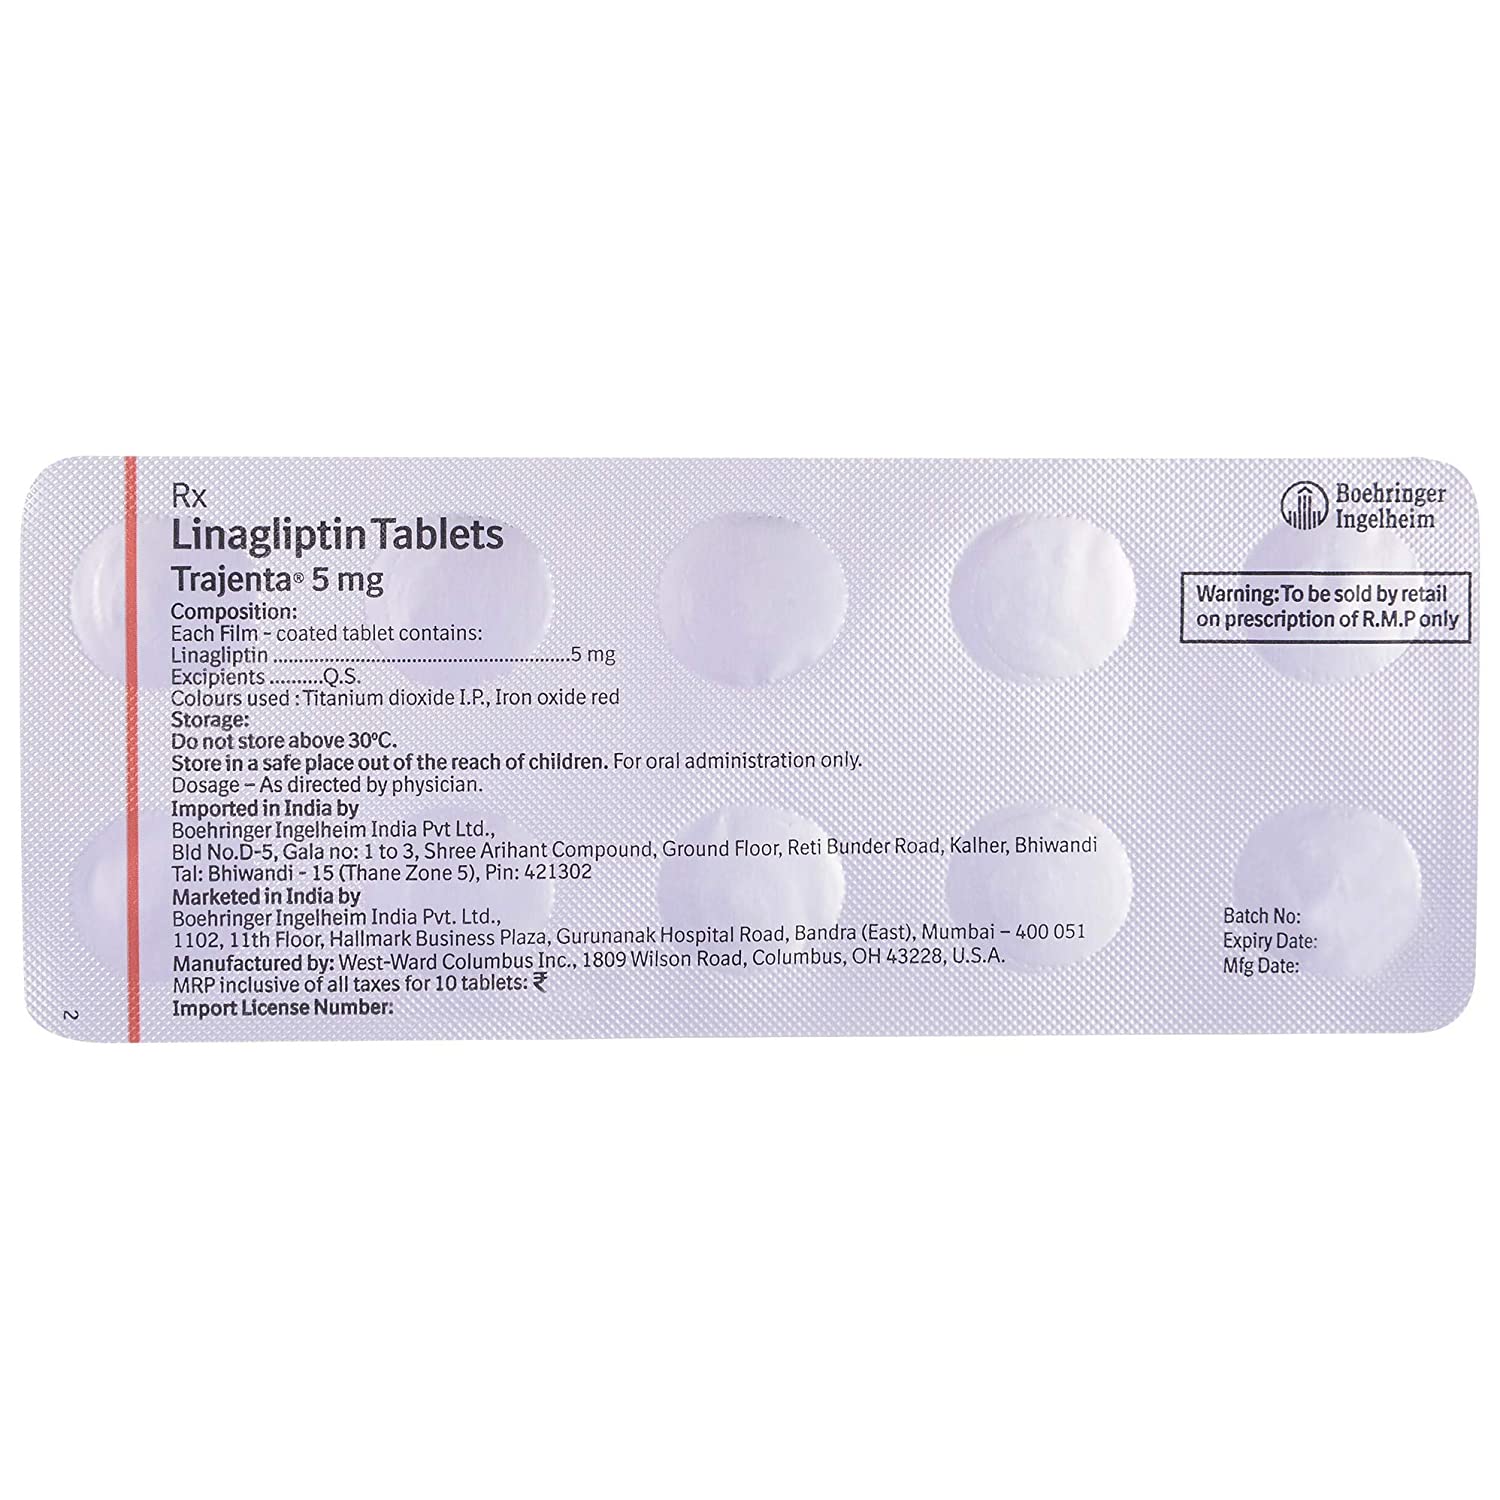 Rx
Linagliptin Tablets
Trajenta® 5 mg
Composition:
Each Film - coated tablet contains:
Linagliptin ............................................................5 mg
Excipients ..........Q.S.
Colours used : Titanium dioxide I.P., Iron oxide red
Storage:
Do not store above 30ºC.
Store in a safe place out of the reach of children. For oral administration only.
Dosage – As directed by physician.
Imported in India by
Boehringer Ingelheim India Pvt Ltd.,
Bld No.D-5, Gala no: 1 to 3, Shree Arihant Compound, Ground Floor, Reti Bunder Road, Kalher, Bhiwandi
Tal: Bhiwandi - 15 (Thane Zone 5), Pin: 421302
Marketed in India by
Boehringer Ingelheim India Pvt. Ltd.,
1102, 11th Floor, Hallmark Business Plaza, Gurunanak Hospital Road, Bandra (East), Mumbai – 400 051
Manufactured by: West-Ward Columbus Inc., 1809 Wilson Road, Columbus, OH 43228, U.S.A.
MRP inclusive of all taxes for 10 tablets: ₹
Import License Number:
2
Boehringer
Ingelheim
Warning: To be sold by retail
on prescription of R.M.P only
Batch No:
Expiry Date:
Mfg Date: